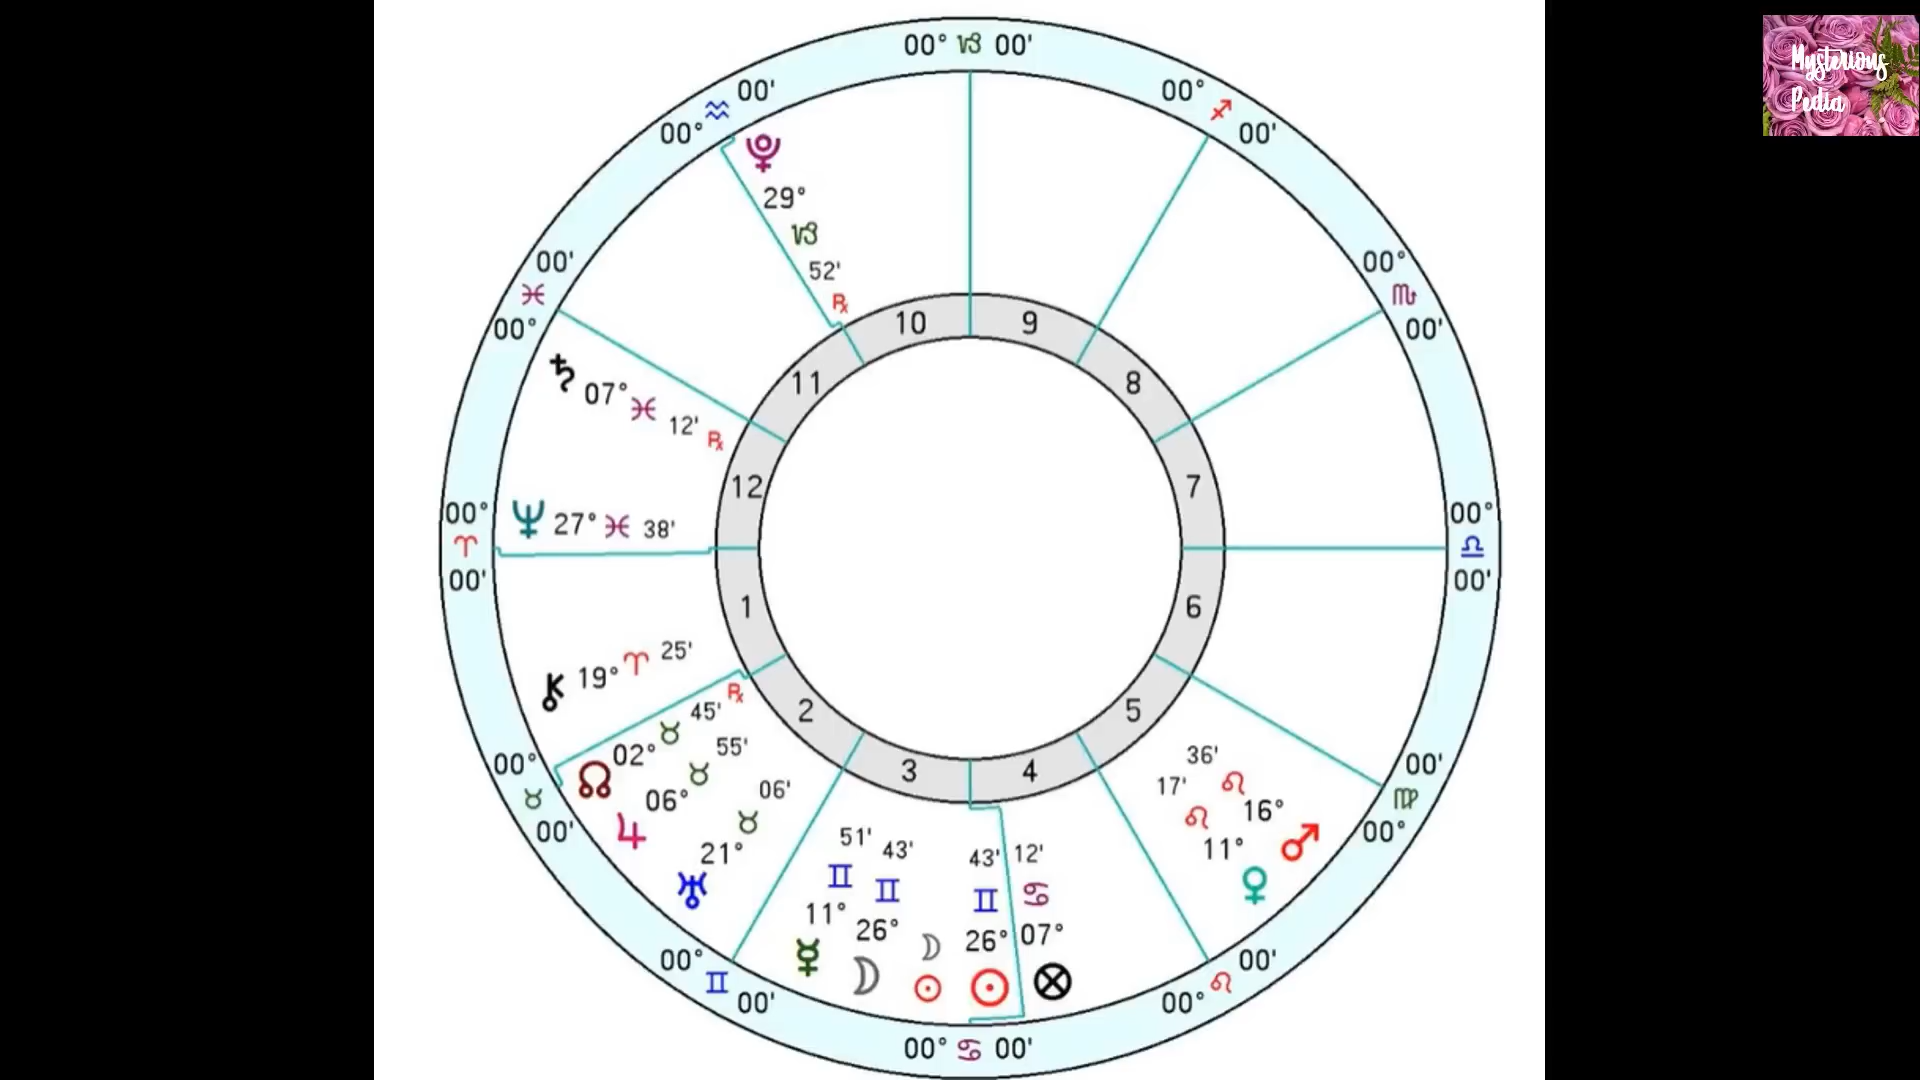 00° ♑ 00'
00° ♐ 00'
00° ♏ 00'
00° ♎ 00'
00° ♍ 00'
00° ♌ 00'
00° ♋ 00'
00° ♊ 00'
00° ♉ 00'
00° ♈ 00'
00° ♓ 00'
00° ♒ 00'
♇ 29° ♑ 52' ℞
♄ 07° ♓ 12' ℞
♆ 27° ♓ 38'
⚷ 19° ♈ 25'
☊ 02° ♉ 45' ℞
♃ 06° ♉ 55'
♅ 21° ♉ 06'
☿ 11° ♊ 51'
☽ 26° ♊ 43'
☽
☉
☉ 26° ♊ 43'
⊗ 07° ♋ 12'
♀ 11° ♌ 17'
♂ 16° ♌ 36'
1
2
3
4
5
6
7
8
9
10
11
12
Mysterious
Pedia